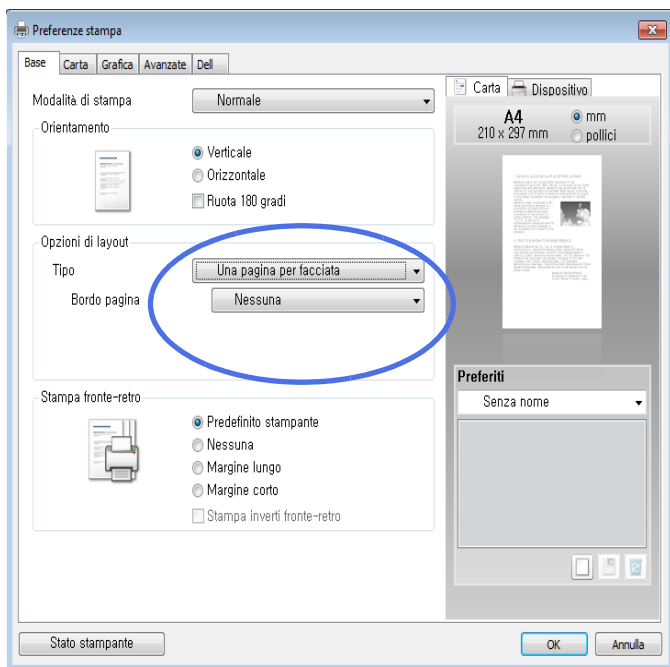 Preferenze stampa
Base Carta Grafica Avanzate Dell
Modalità di stampa Normale
Orientamento
Verticale
Orizzontale
Ruota 180 gradi
Opzioni di layout
Tipo Una pagina per facciata
Bordo pagina Nessuna
Stampa fronte-retro
Predefinito stampante
Nessuna
Margine lungo
Margine corto
Stampa inverti fronte-retro
Carta Dispositivo
A4
210 x 297 mm
mm
pollici
Preferiti
Senza nome
Stato stampante
OK Annulla